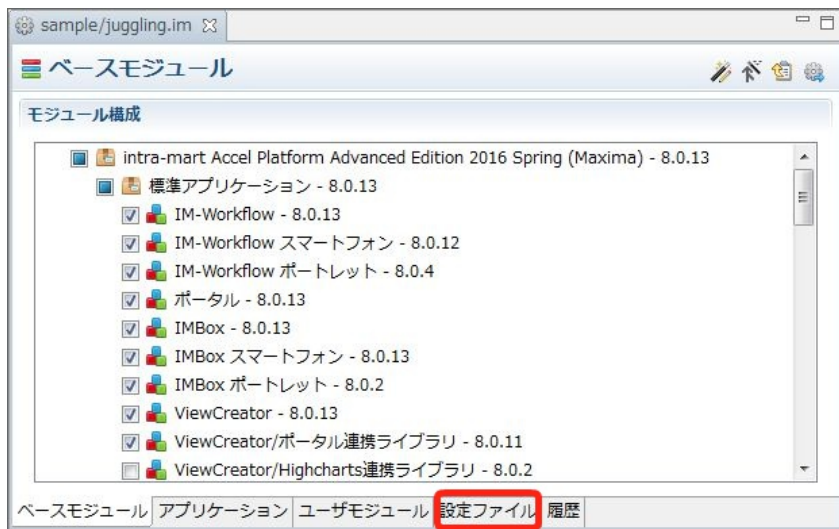 sample/juggling.im
ベースモジュール
モジュール構成
intra-mart Accel Platform Advanced Edition 2016 Spring (Maxima) - 8.0.13
標準アプリケーション - 8.0.13
IM-Workflow - 8.0.13
IM-Workflow スマートフォン - 8.0.12
IM-Workflow ポートレット - 8.0.4
ポータル - 8.0.13
IMBox - 8.0.13
IMBox スマートフォン - 8.0.13
IMBox ポートレット - 8.0.2
ViewCreator - 8.0.13
ViewCreator/ポータル連携ライブラリ - 8.0.11
ViewCreator/Highcharts連携ライブラリ - 8.0.2
ベースモジュール アプリケーション ユーザモジュール 設定ファイル 履歴